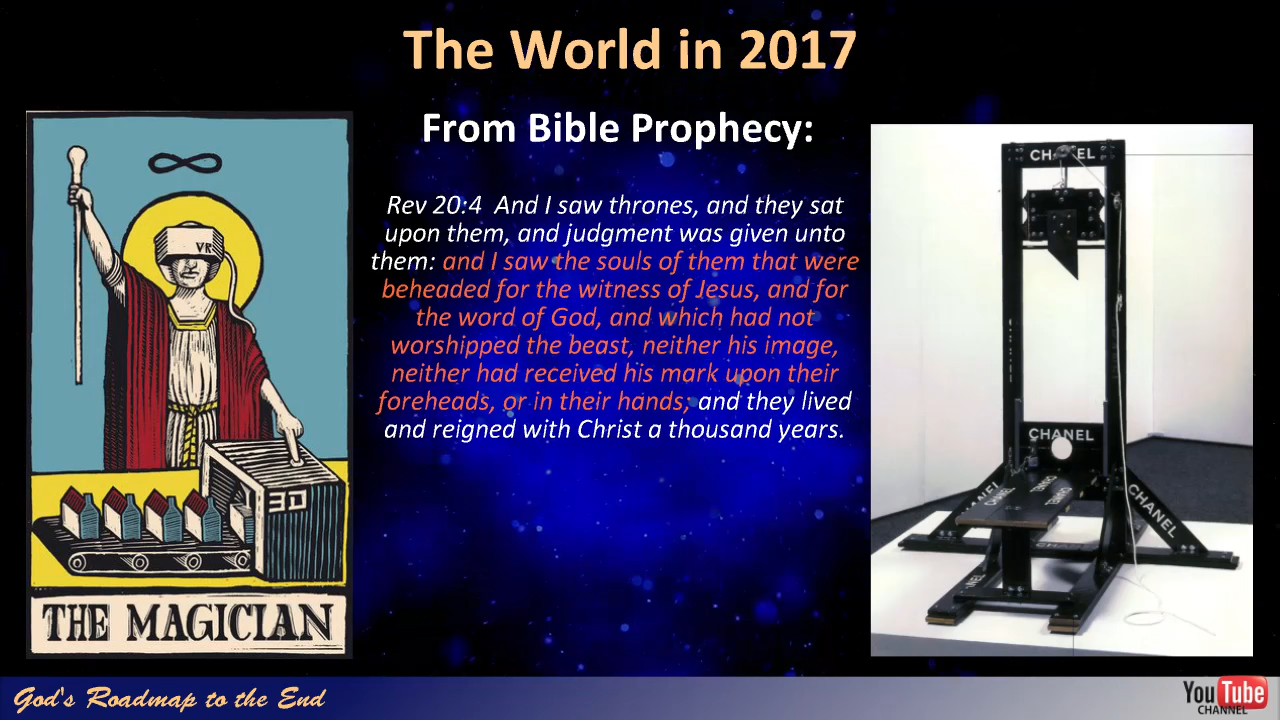 The World in 2017
From Bible Prophecy:
Rev 20:4 And I saw thrones, and they sat
upon them, and judgment was given unto
them: and I saw the souls of them that were
beheaded for the witness of Jesus, and for
the word of God, and which had not
worshipped the beast, neither his image,
neither had received his mark upon their
foreheads, or in their hands; and they lived
and reigned with Christ a thousand years.
VR
3D
THE MAGICIAN
CHANEL
CHANEL
CHANEL
CHANEL
CHANEL
God's Roadmap to the End
YouTube
CHANNEL